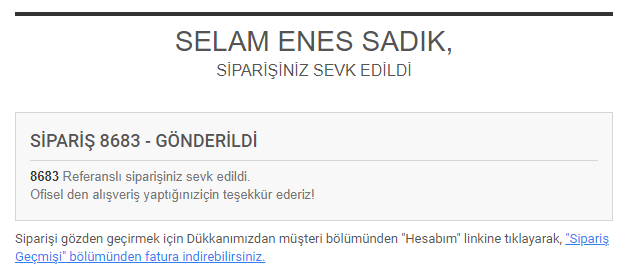 SELAM ENES SADIK,
SİPARİŞİNİZ SEVK EDİLDİ
SİPARİŞ 8683 - GÖNDERİLDİ
8683 Referanslı siparişiniz sevk edildi.
Ofisel den alışveriş yaptığınıziçin teşekkür ederiz!
Siparişi gözden geçirmek için Dükkanımızdan müşteri bölümünden "Hesabım" linkine tıklayarak, "Sipariş
Geçmişi" bölümünden fatura indirebilirsiniz.